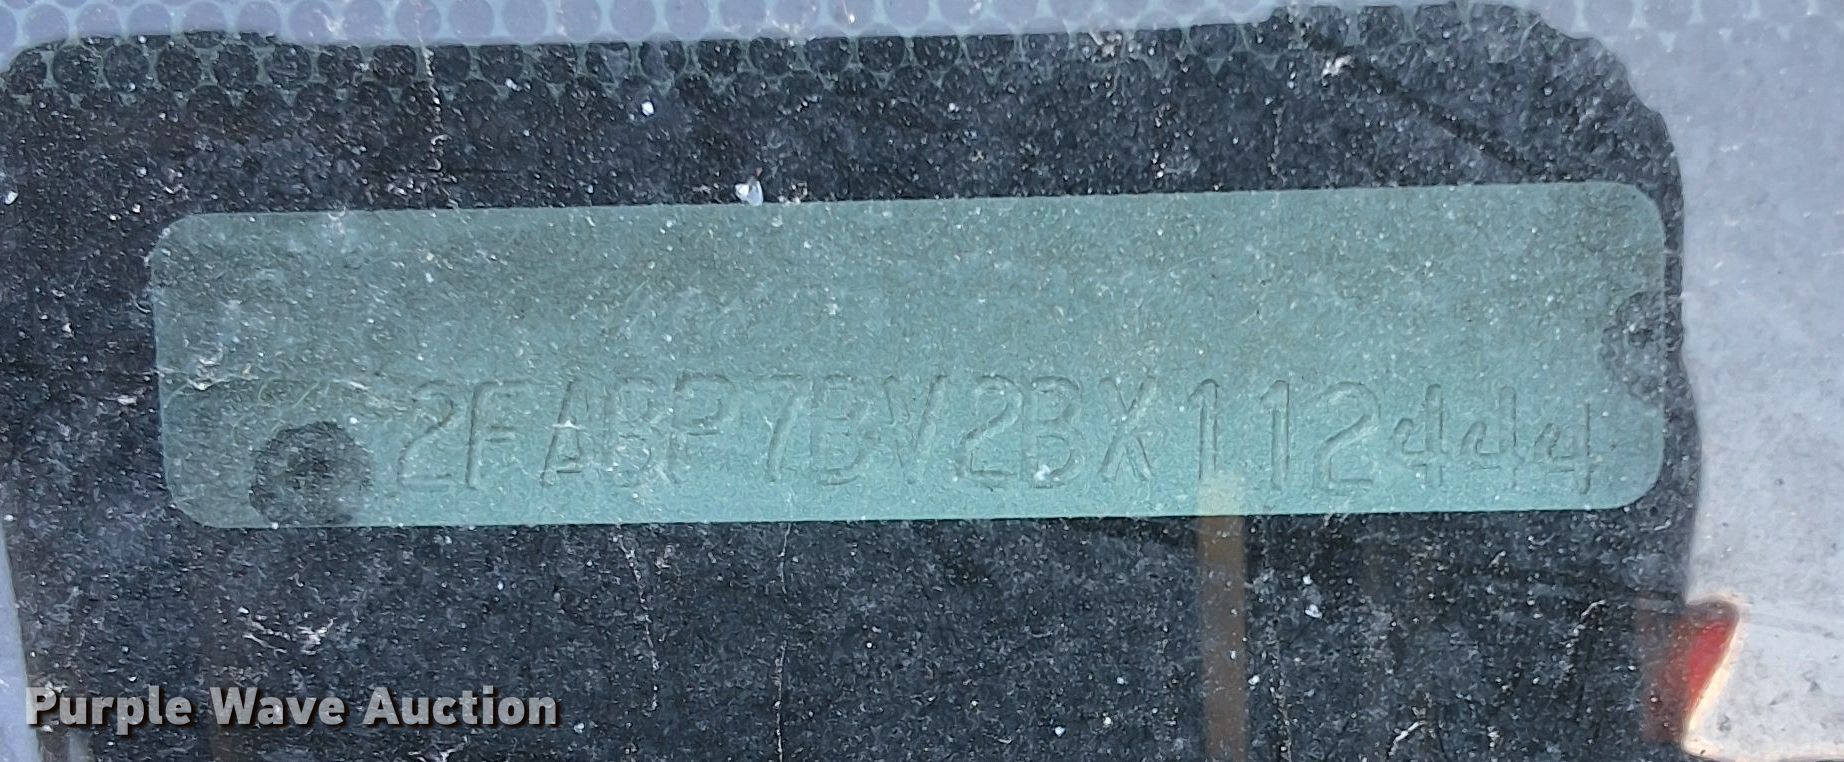 2FABP7BV2BX112444
Purple Wave Auction